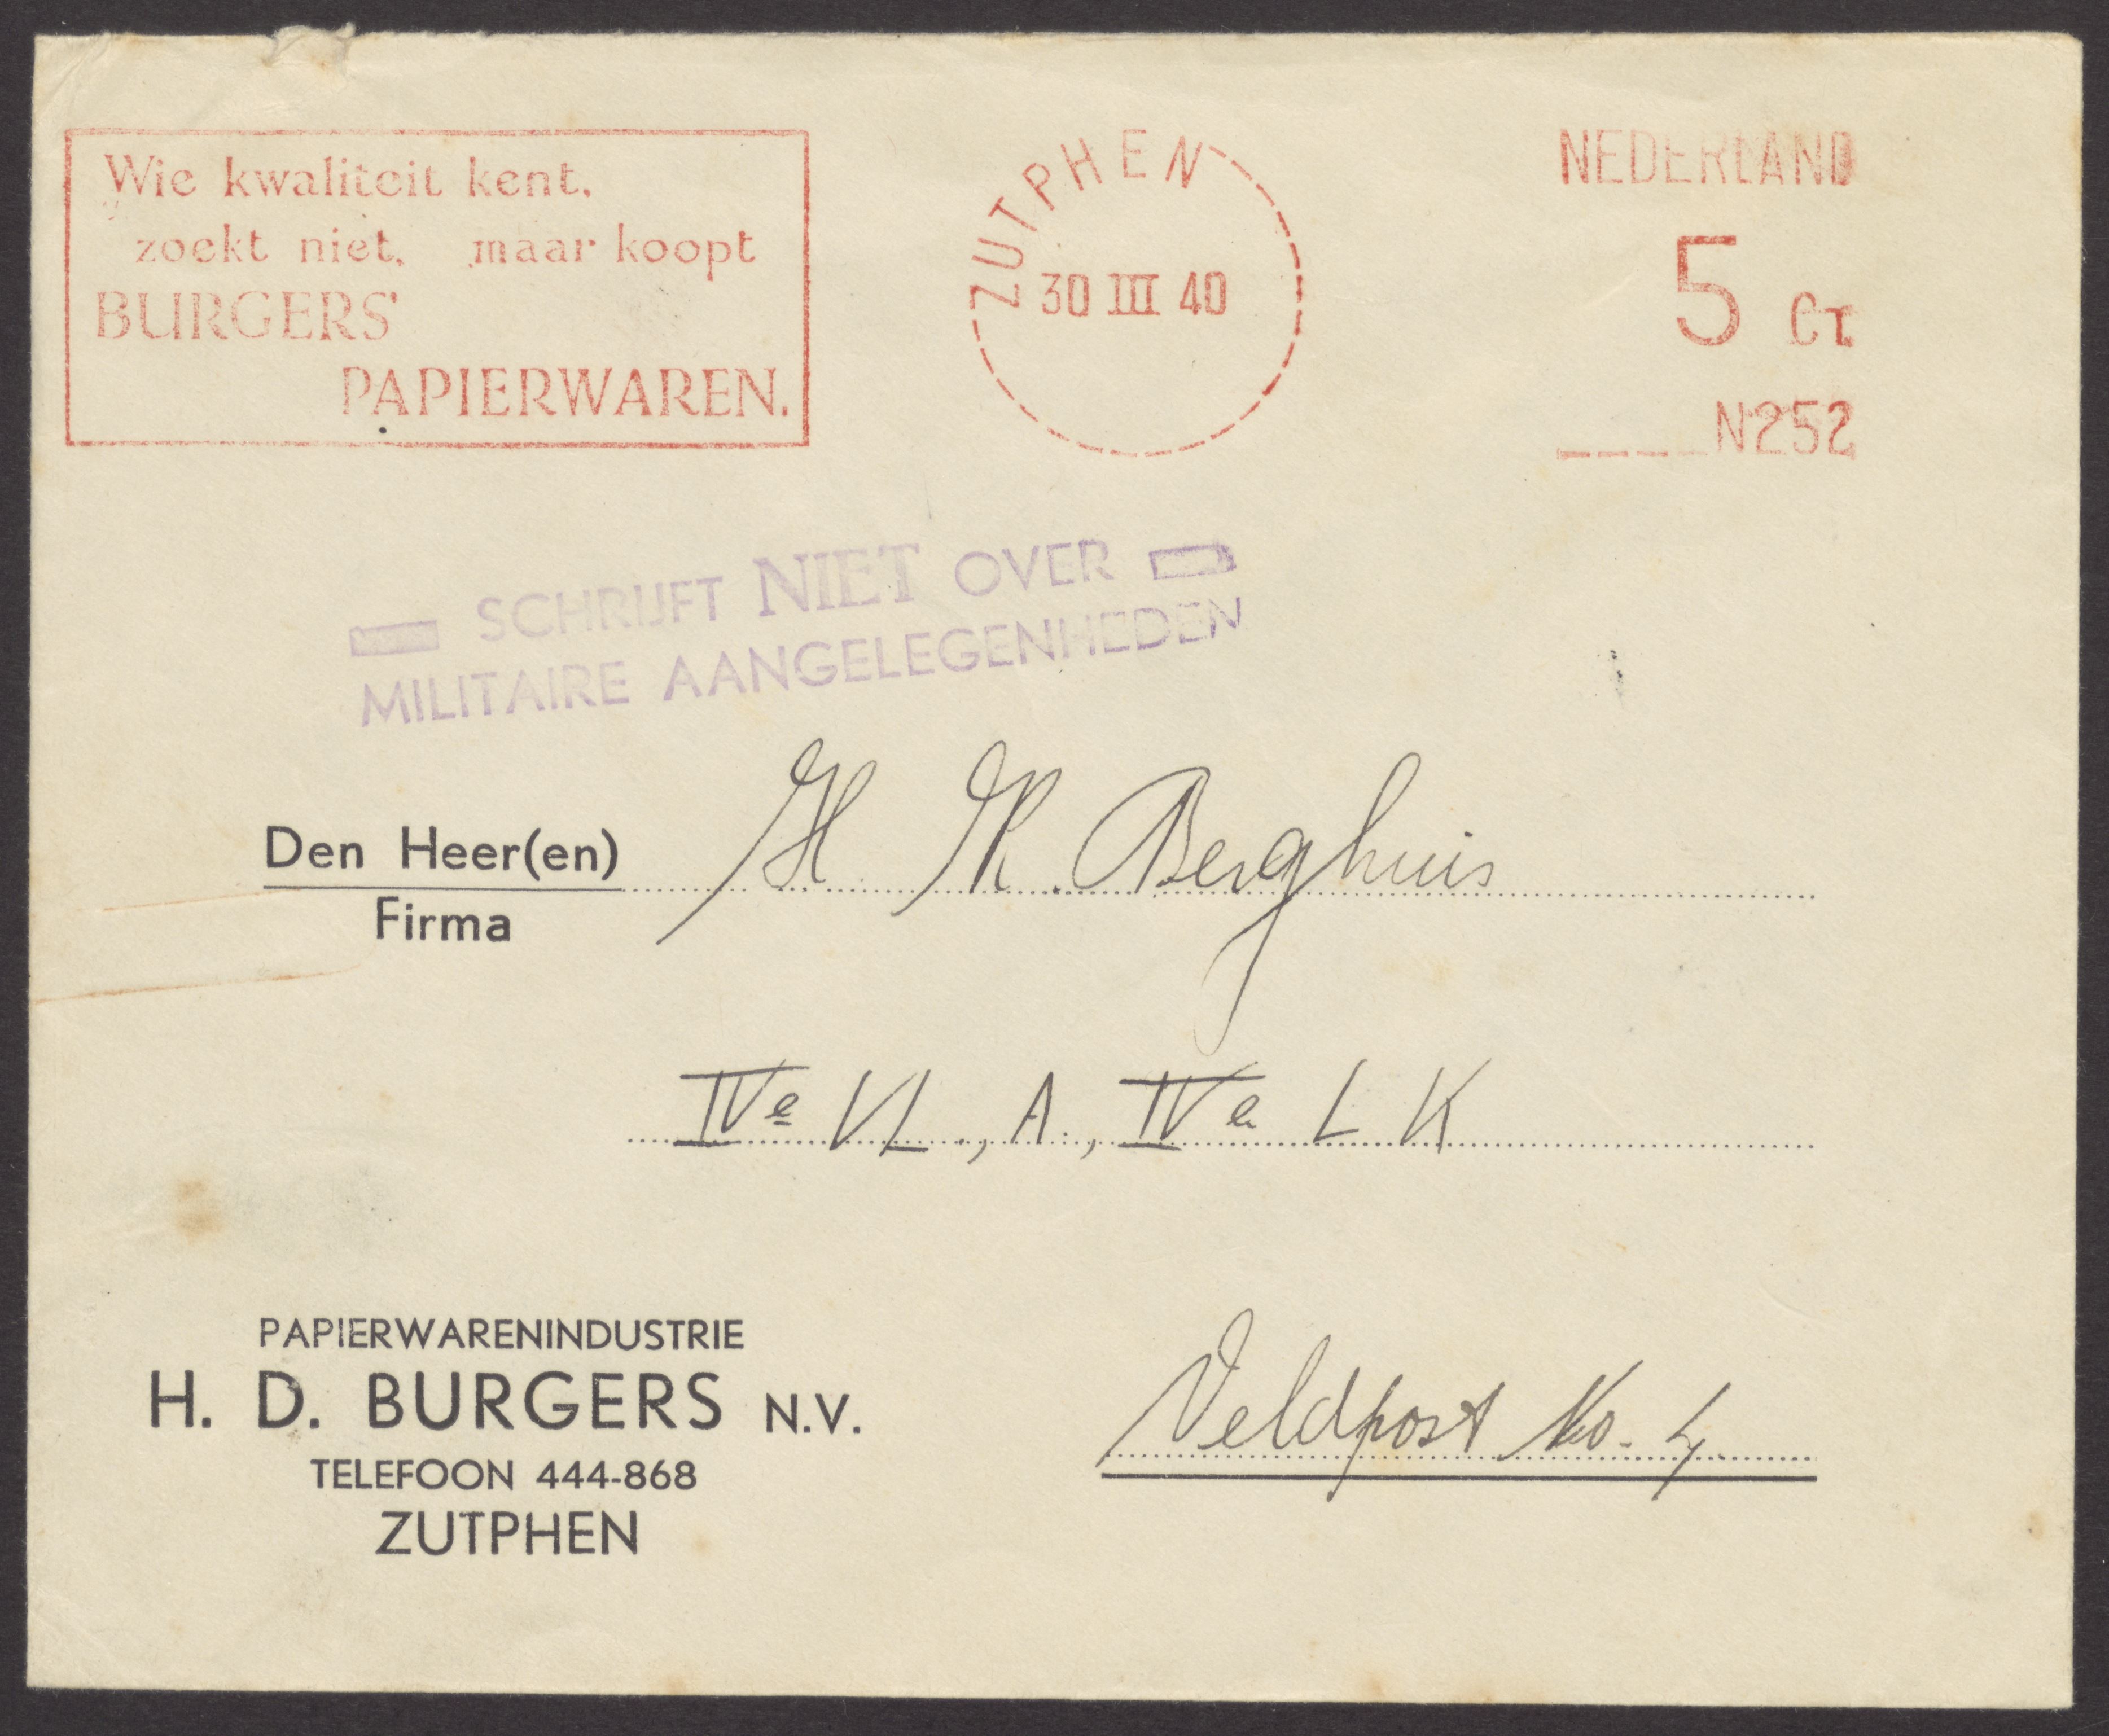 Wie kwaliteit kent,
zoekt niet, maar koopt
BURGERS'
PAPIERWAREN.
ZUTPHEN
30 III 40
NEDERLAND
5 CT.
N252
SCHRIJFT NIET OVER
MILITAIRE AANGELEGENHEDEN
Den Heer(en) H. Berghuis
Firma
IVe VL., A., IVe L K
PAPIERWARENINDUSTRIE
H. D. BURGERS N.V.
TELEFOON 444-868
ZUTPHEN
Veldpost No. 4